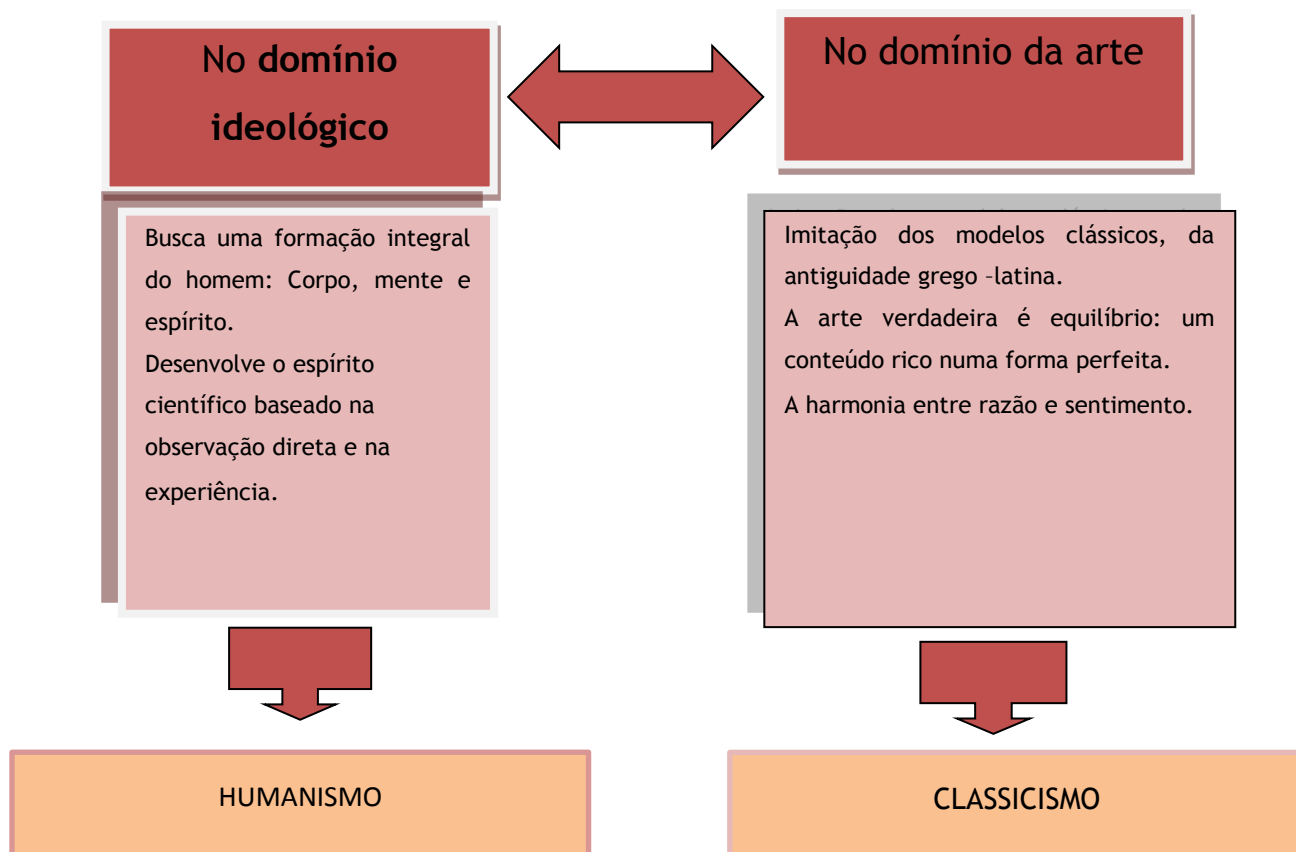 No domínio
ideológico
No domínio da arte
Busca uma formação integral
do homem: Corpo, mente e
espírito.
Desenvolve o espírito
científico baseado na
observação direta e na
experiência.
Imitação dos modelos clássicos, da
antiguidade grego –latina.
A arte verdadeira é equilíbrio: um
conteúdo rico numa forma perfeita.
A harmonia entre razão e sentimento.
HUMANISMO
CLASSICISMO